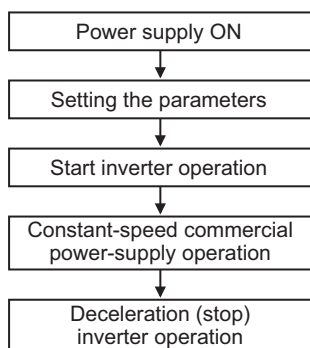 Power supply ON
Setting the parameters
Start inverter operation
Constant-speed commercial
power-supply operation
Deceleration (stop)
inverter operation